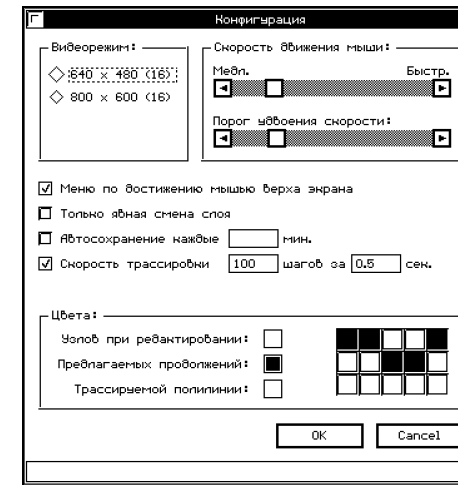 Конфигурация
Видеорежим:
640 x 480 (16)
800 x 600 (16)
Скорость движения мыши:
Медл. Быстр.
Порог удвоения скорости:
Меню по достижению мышью верха экрана
Только явная смена слоя
Автосохранение каждые мин.
Скорость трассировки 100 шагов за 0.5 сек.
Цвета:
Узлов при редактировании:
Предлагаемых продолжений:
Трассируемой полилинии:
OK Cancel